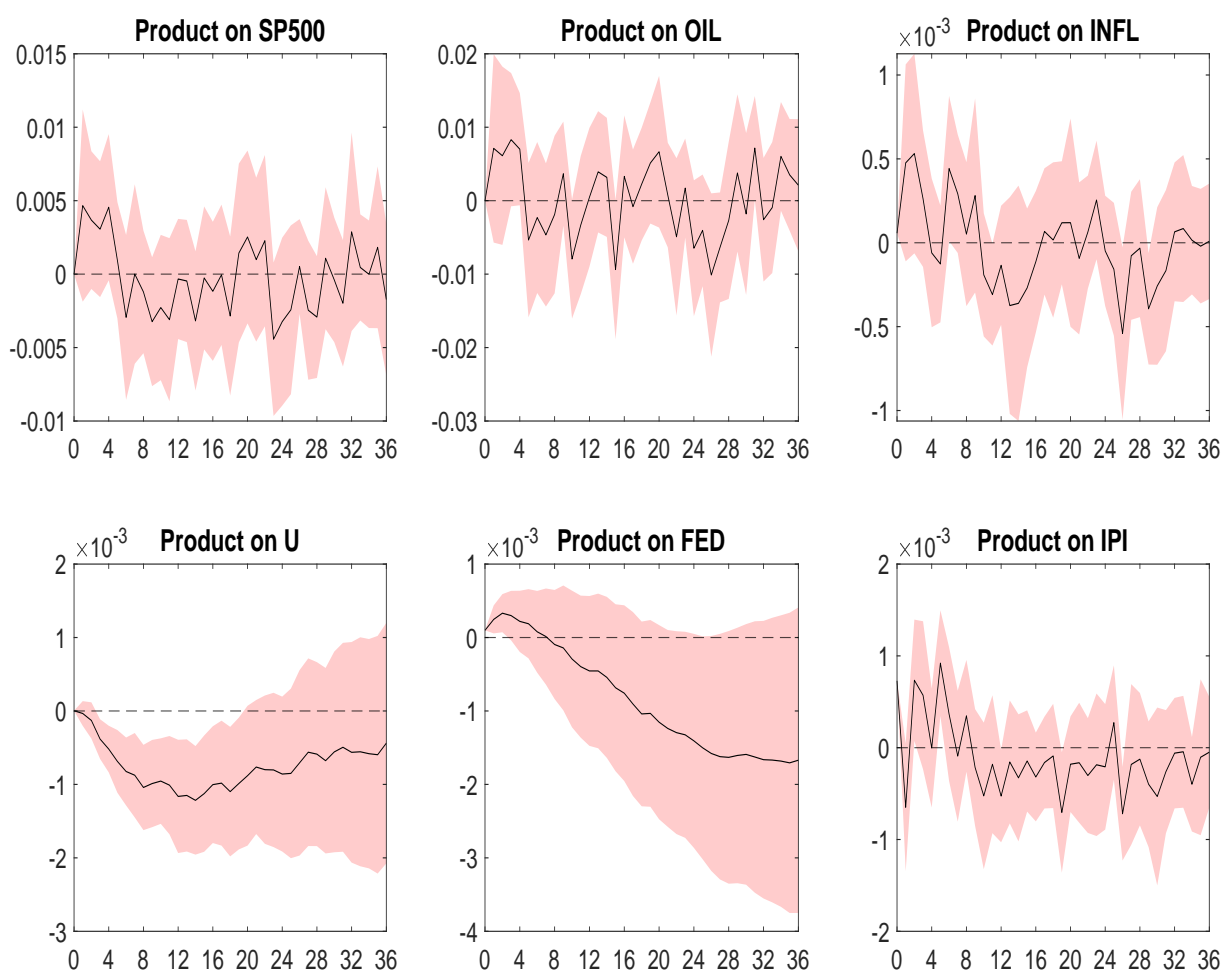 Product on SP500
0.015
0.01
0.005
0
-0.005
-0.01
0 4 8 12 16 20 24 28 32 36
Product on OIL
0.02
0.01
0
-0.01
-0.02
-0.03
0 4 8 12 16 20 24 28 32 36
×10-3 Product on INFL
1
0.5
0
-0.5
-1
0 4 8 12 16 20 24 28 32 36
×10-3 Product on U
2
1
0
-1
-2
-3
0 4 8 12 16 20 24 28 32 36
×10-3 Product on FED
1
0
-1
-2
-3
-4
0 4 8 12 16 20 24 28 32 36
×10-3 Product on IPI
2
1
0
-1
-2
0 4 8 12 16 20 24 28 32 36